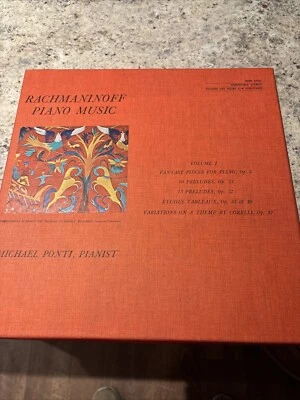 RACHMANINOFF
PIANO MUSIC
VOLUME I
FANTASY PIECES FOR PIANO, Op. 3
10 PRELUDES, Op. 23
13 PRELUDES, Op. 32
ÉTUDES TABLEAUX, Op. 33 & 39
VARIATIONS ON A THEME BY CORELLI, Op. 42
MICHAEL PONTI, PIANIST